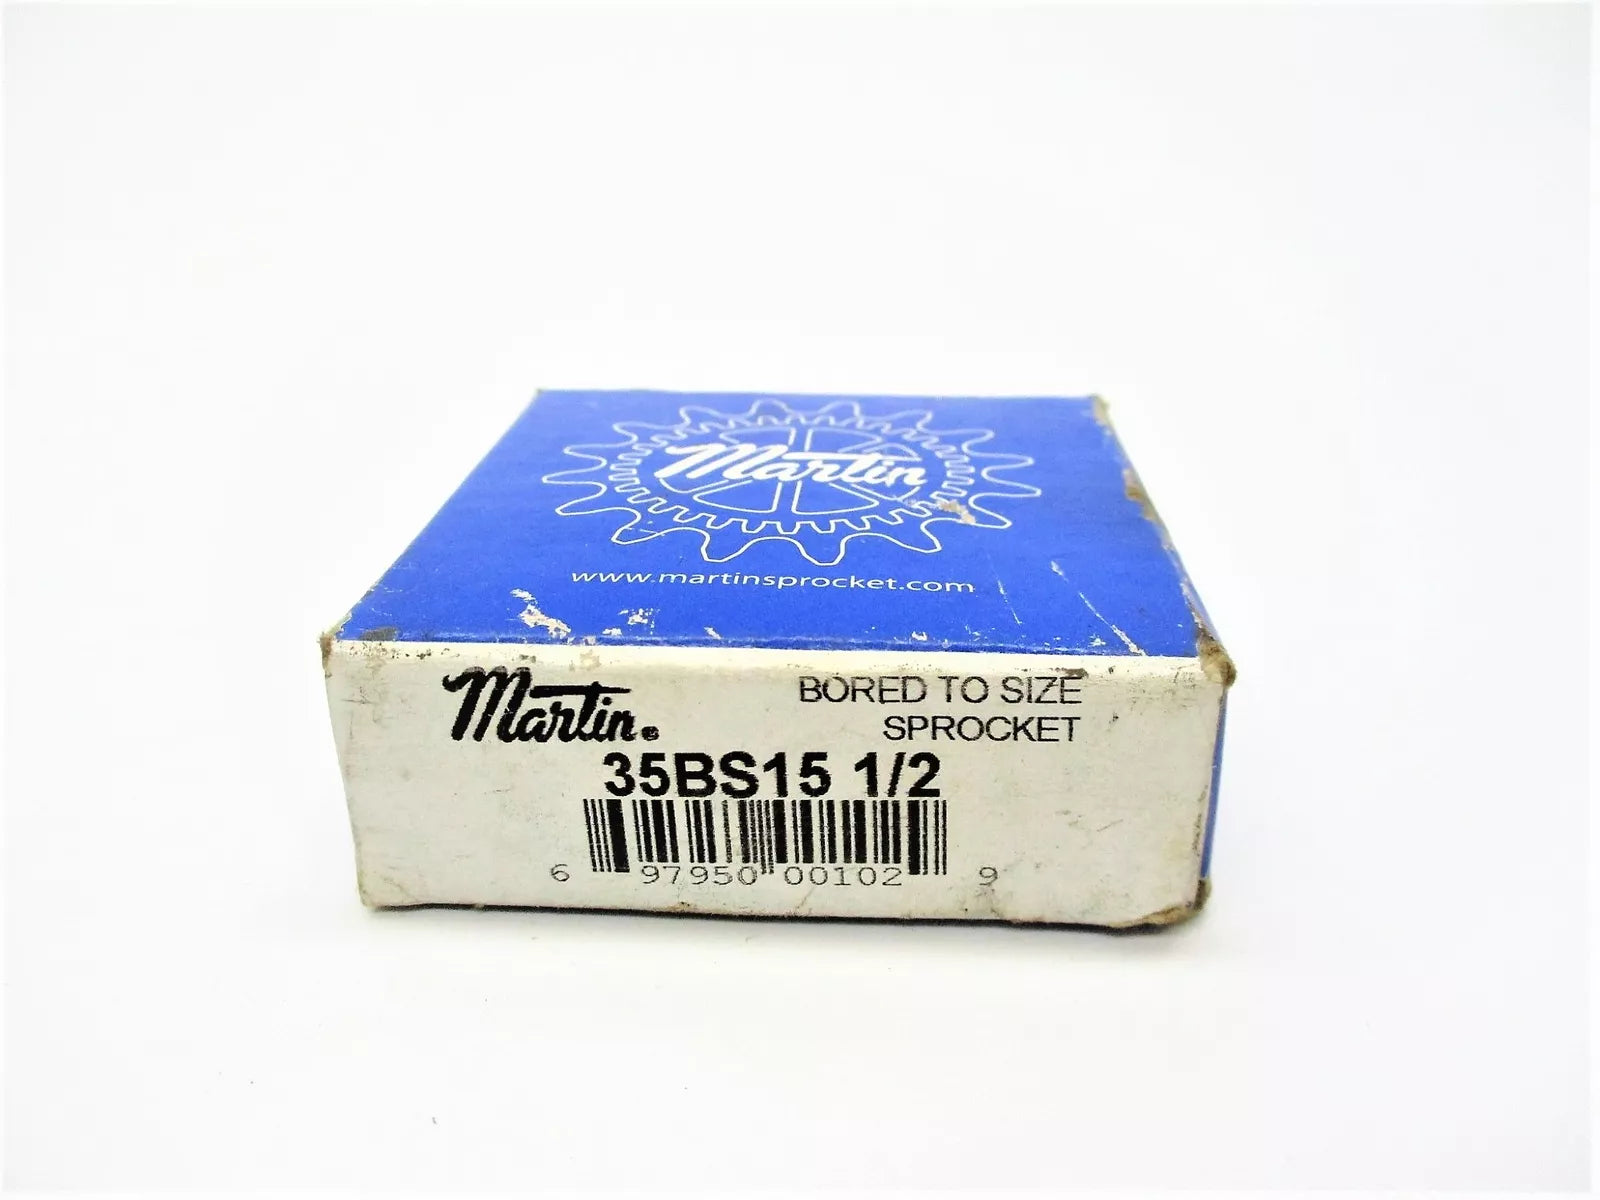 Martin
www.martinsprocket.com
Martin®
BORED TO SIZE
SPROCKET
35BS15 1/2
6 97950 00102 9